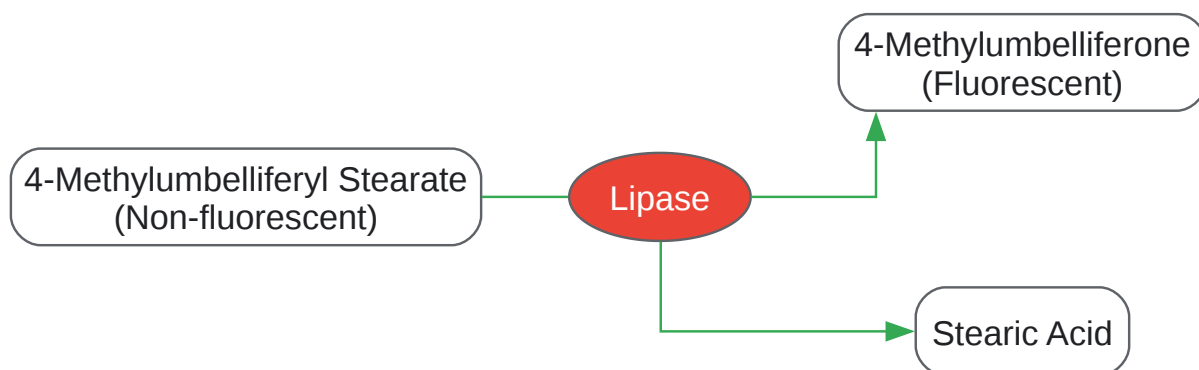 4-Methylumbelliferone
(Fluorescent)
4-Methylumbelliferyl Stearate
(Non-fluorescent)
Lipase
Stearic Acid